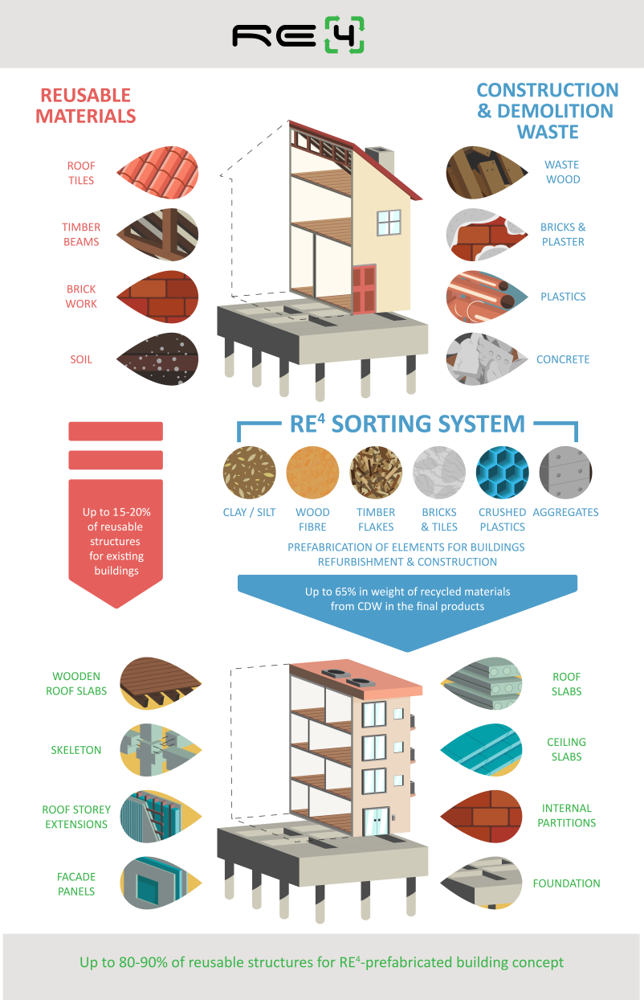 RE4
REUSABLE
MATERIALS
CONSTRUCTION
& DEMOLITION
WASTE
ROOF
TILES
TIMBER
BEAMS
BRICK
WORK
SOIL
WASTE
WOOD
BRICKS &
PLASTER
PLASTICS
CONCRETE
Up to 15-20%
of reusable
structures
for existing
buildings
RE⁴ SORTING SYSTEM
CLAY / SILT
WOOD
FIBRE
TIMBER
FLAKES
BRICKS
& TILES
CRUSHED
PLASTICS
AGGREGATES
PREFABRICATION OF ELEMENTS FOR BUILDINGS
REFURBISHMENT & CONSTRUCTION
Up to 65% in weight of recycled materials
from CDW in the final products
WOODEN
ROOF SLABS
SKELETON
ROOF STOREY
EXTENSIONS
FACADE
PANELS
ROOF
SLABS
CEILING
SLABS
INTERNAL
PARTITIONS
FOUNDATION
Up to 80-90% of reusable structures for RE⁴-prefabricated building concept